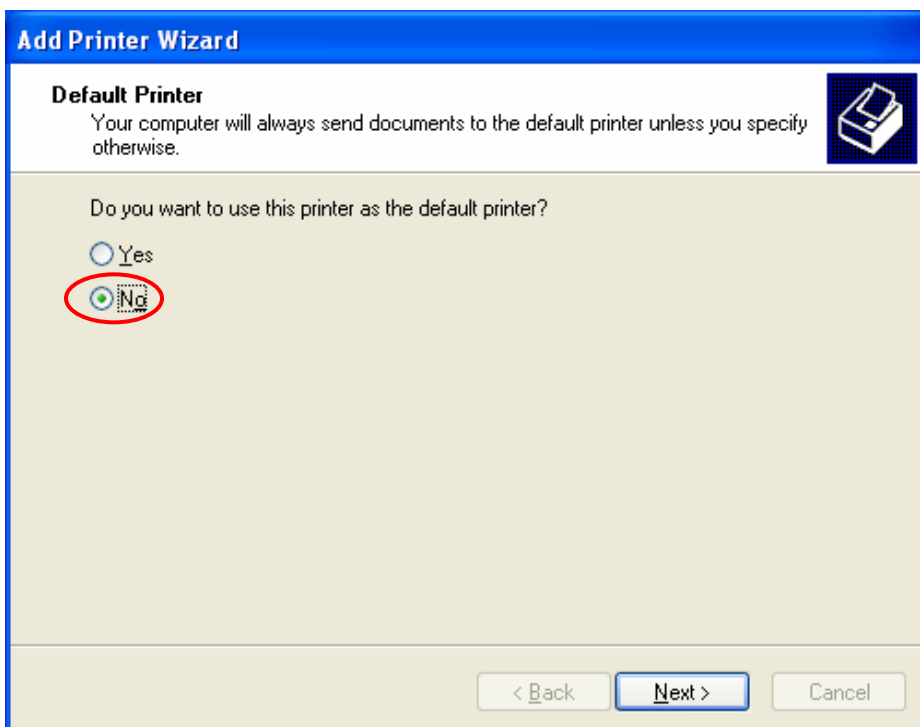 Add Printer Wizard
Default Printer
Your computer will always send documents to the default printer unless you specify
otherwise.
Do you want to use this printer as the default printer?
Yes
No
< Back
Next >
Cancel